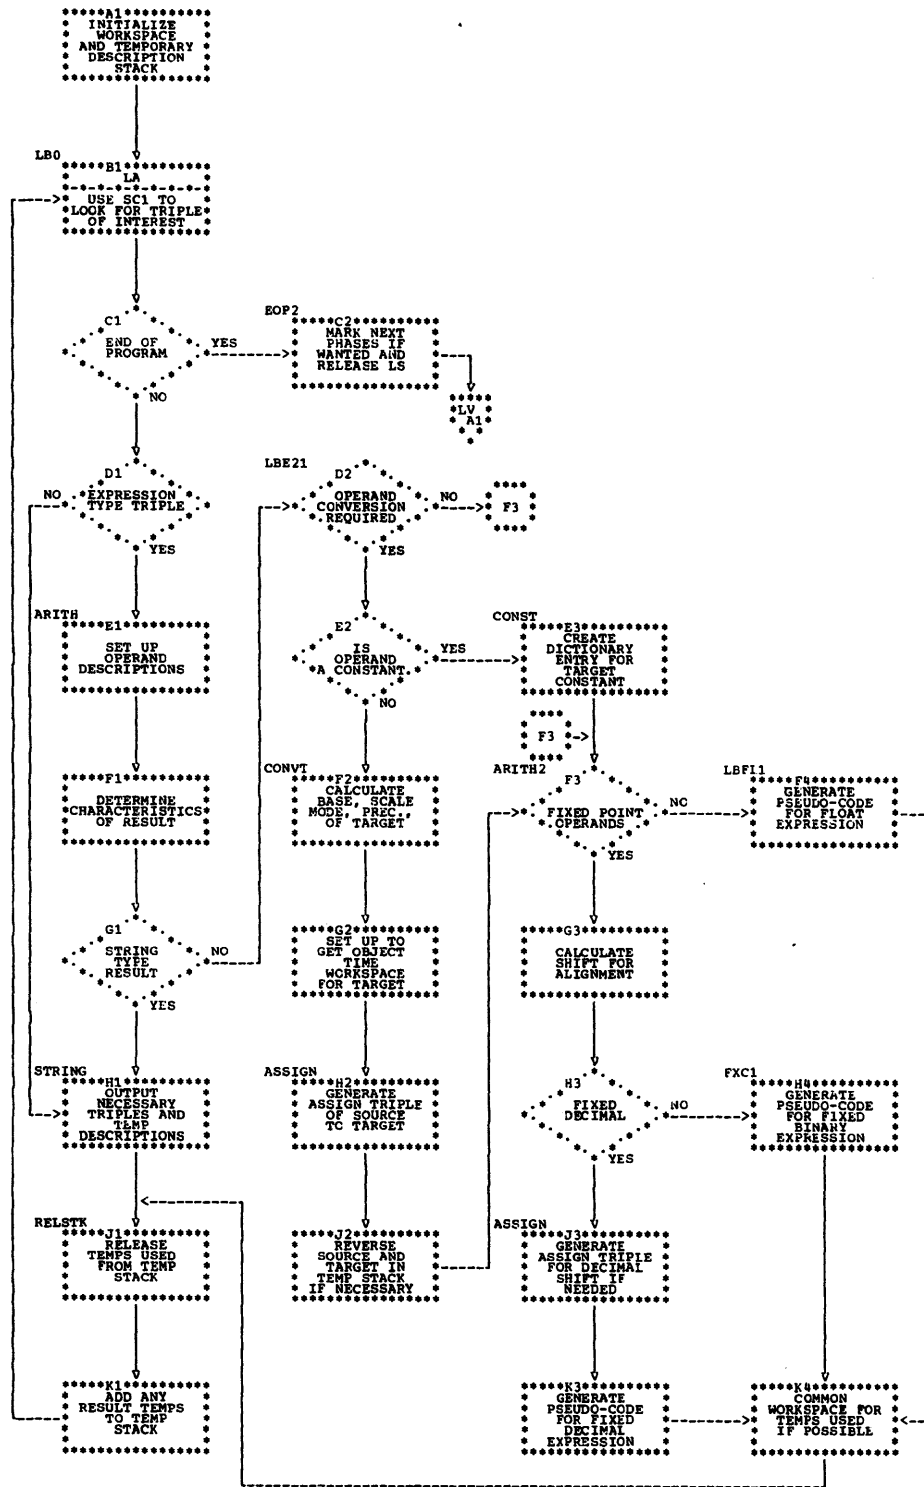 A1
INITIALIZE
WORKSPACE
AND TEMPORARY
DESCRIPTION
STACK
LB0
B1
LA
USE SC1 TO
LOOK FOR TRIPLE
OF INTEREST
C1
END OF
PROGRAM
YES
NO
EOP2
C2
MARK NEXT
PHASES IF
WANTED AND
RELEASE LS
LV
A1
D1
EXPRESSION
TYPE TRIPLE
NO
YES
LBE21
D2
OPERAND
CONVERSION
REQUIRED
NO
YES
F3
ARITH
E1
SET UP
OPERAND
DESCRIPTIONS
E2
IS
OPERAND
A CONSTANT
YES
NO
CONST
E3
CREATE
DICTIONARY
ENTRY FOR
TARGET
CONSTANT
F3
F1
DETERMINE
CHARACTERISTICS
OF RESULT
CONVT
F2
CALCULATE
BASE, SCALE
MODE, PREC.,
OF TARGET
ARITH2
F3
FIXED POINT
OPERANDS
NO
YES
LBFL1
F4
GENERATE
PSEUDO-CODE
FOR FLOAT
EXPRESSION
G1
STRING
TYPE
RESULT
NO
YES
G2
SET UP TO
GET OBJECT
TIME
WORKSPACE
FOR TARGET
G3
CALCULATE
SHIFT FOR
ALIGNMENT
STRING
H1
OUTPUT
NECESSARY
TRIPLES AND
TEMP
DESCRIPTIONS
ASSIGN
H2
GENERATE
ASSIGN TRIPLE
OF SOURCE
TO TARGET
H3
FIXED
DECIMAL
NO
YES
FXC1
H4
GENERATE
PSEUDO-CODE
FOR FIXED
BINARY
EXPRESSION
RELSTK
J1
RELEASE
TEMPS USED
FROM TEMP
STACK
J2
REVERSE
SOURCE AND
TARGET IN
TEMP STACK
IF NECESSARY
ASSIGN
J3
GENERATE
ASSIGN TRIPLE
FOR DECIMAL
SHIFT IF
NEEDED
K1
ADD ANY
RESULT TEMPS
TO TEMP
STACK
K3
GENERATE
PSEUDO-CODE
FOR FIXED
DECIMAL
EXPRESSION
K4
COMMON
WORKSPACE FOR
TEMPS USED
IF POSSIBLE